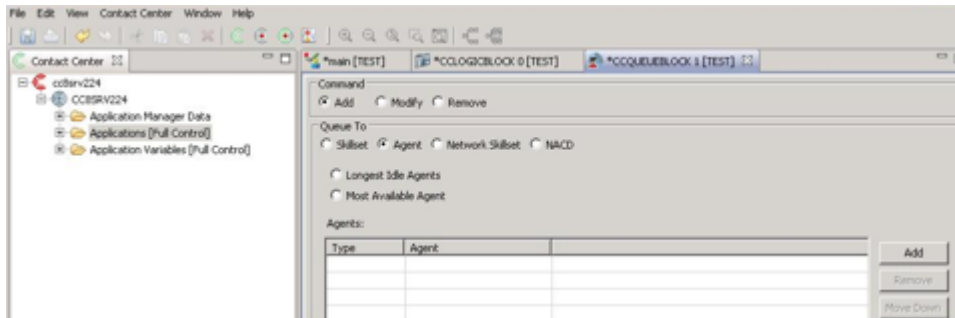 File Edit View Contact Center Window Help
Contact Center
*main [TEST] *CCLOGICBLOCK 0 [TEST] *CCQUEUEBLOCK 1 [TEST]
cc8serv224
CC8SRV224
Application Manager Data
Applications [Full Control]
Application Variables [Full Control]
Command
Add Modify Remove
Queue To
Skillset Agent Network Skillset NACD
Longest Idle Agents
Most Available Agent
Agents:
Type Agent
Add
Remove
Move Down